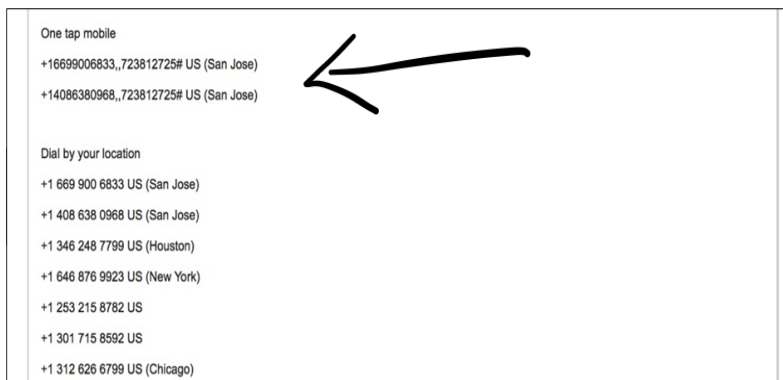 One tap mobile
+16699006833,,723812725# US (San Jose)
+14086380968,,723812725# US (San Jose)
Dial by your location
+1 669 900 6833 US (San Jose)
+1 408 638 0968 US (San Jose)
+1 346 248 7799 US (Houston)
+1 646 876 9923 US (New York)
+1 253 215 8782 US
+1 301 715 8592 US
+1 312 626 6799 US (Chicago)